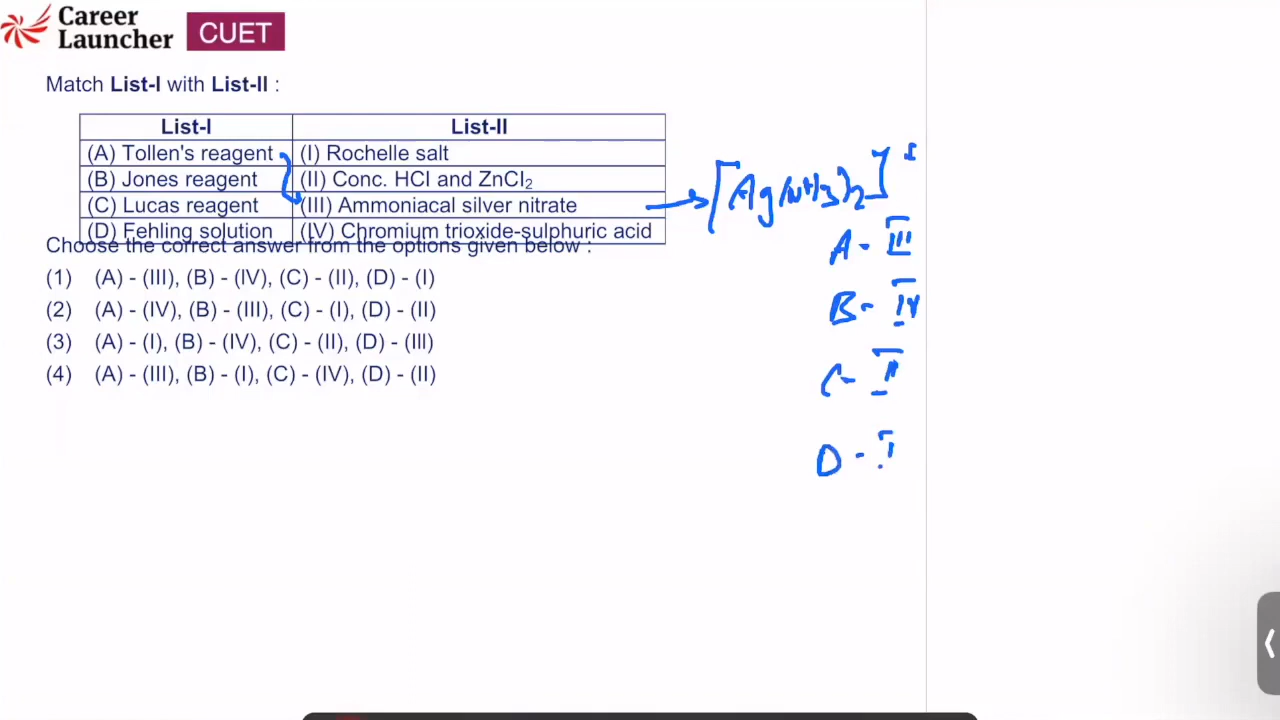 Career
Launcher
CUET
Match List-I with List-II :
List-I List-II
(A) Tollen's reagent (I) Rochelle salt
(B) Jones reagent (II) Conc. HCl and ZnCl₂
(C) Lucas reagent (III) Ammoniacal silver nitrate
(D) Fehling solution (IV) Chromium trioxide-sulphuric acid
Choose the correct answer from the options given below :
(1) (A) - (III), (B) - (IV), (C) - (II), (D) - (I)
(2) (A) - (IV), (B) - (III), (C) - (I), (D) - (II)
(3) (A) - (I), (B) - (IV), (C) - (II), (D) - (III)
(4) (A) - (III), (B) - (I), (C) - (IV), (D) - (II)
[Ag(NH3)2]
A - III
B - IV
C - II
D - I